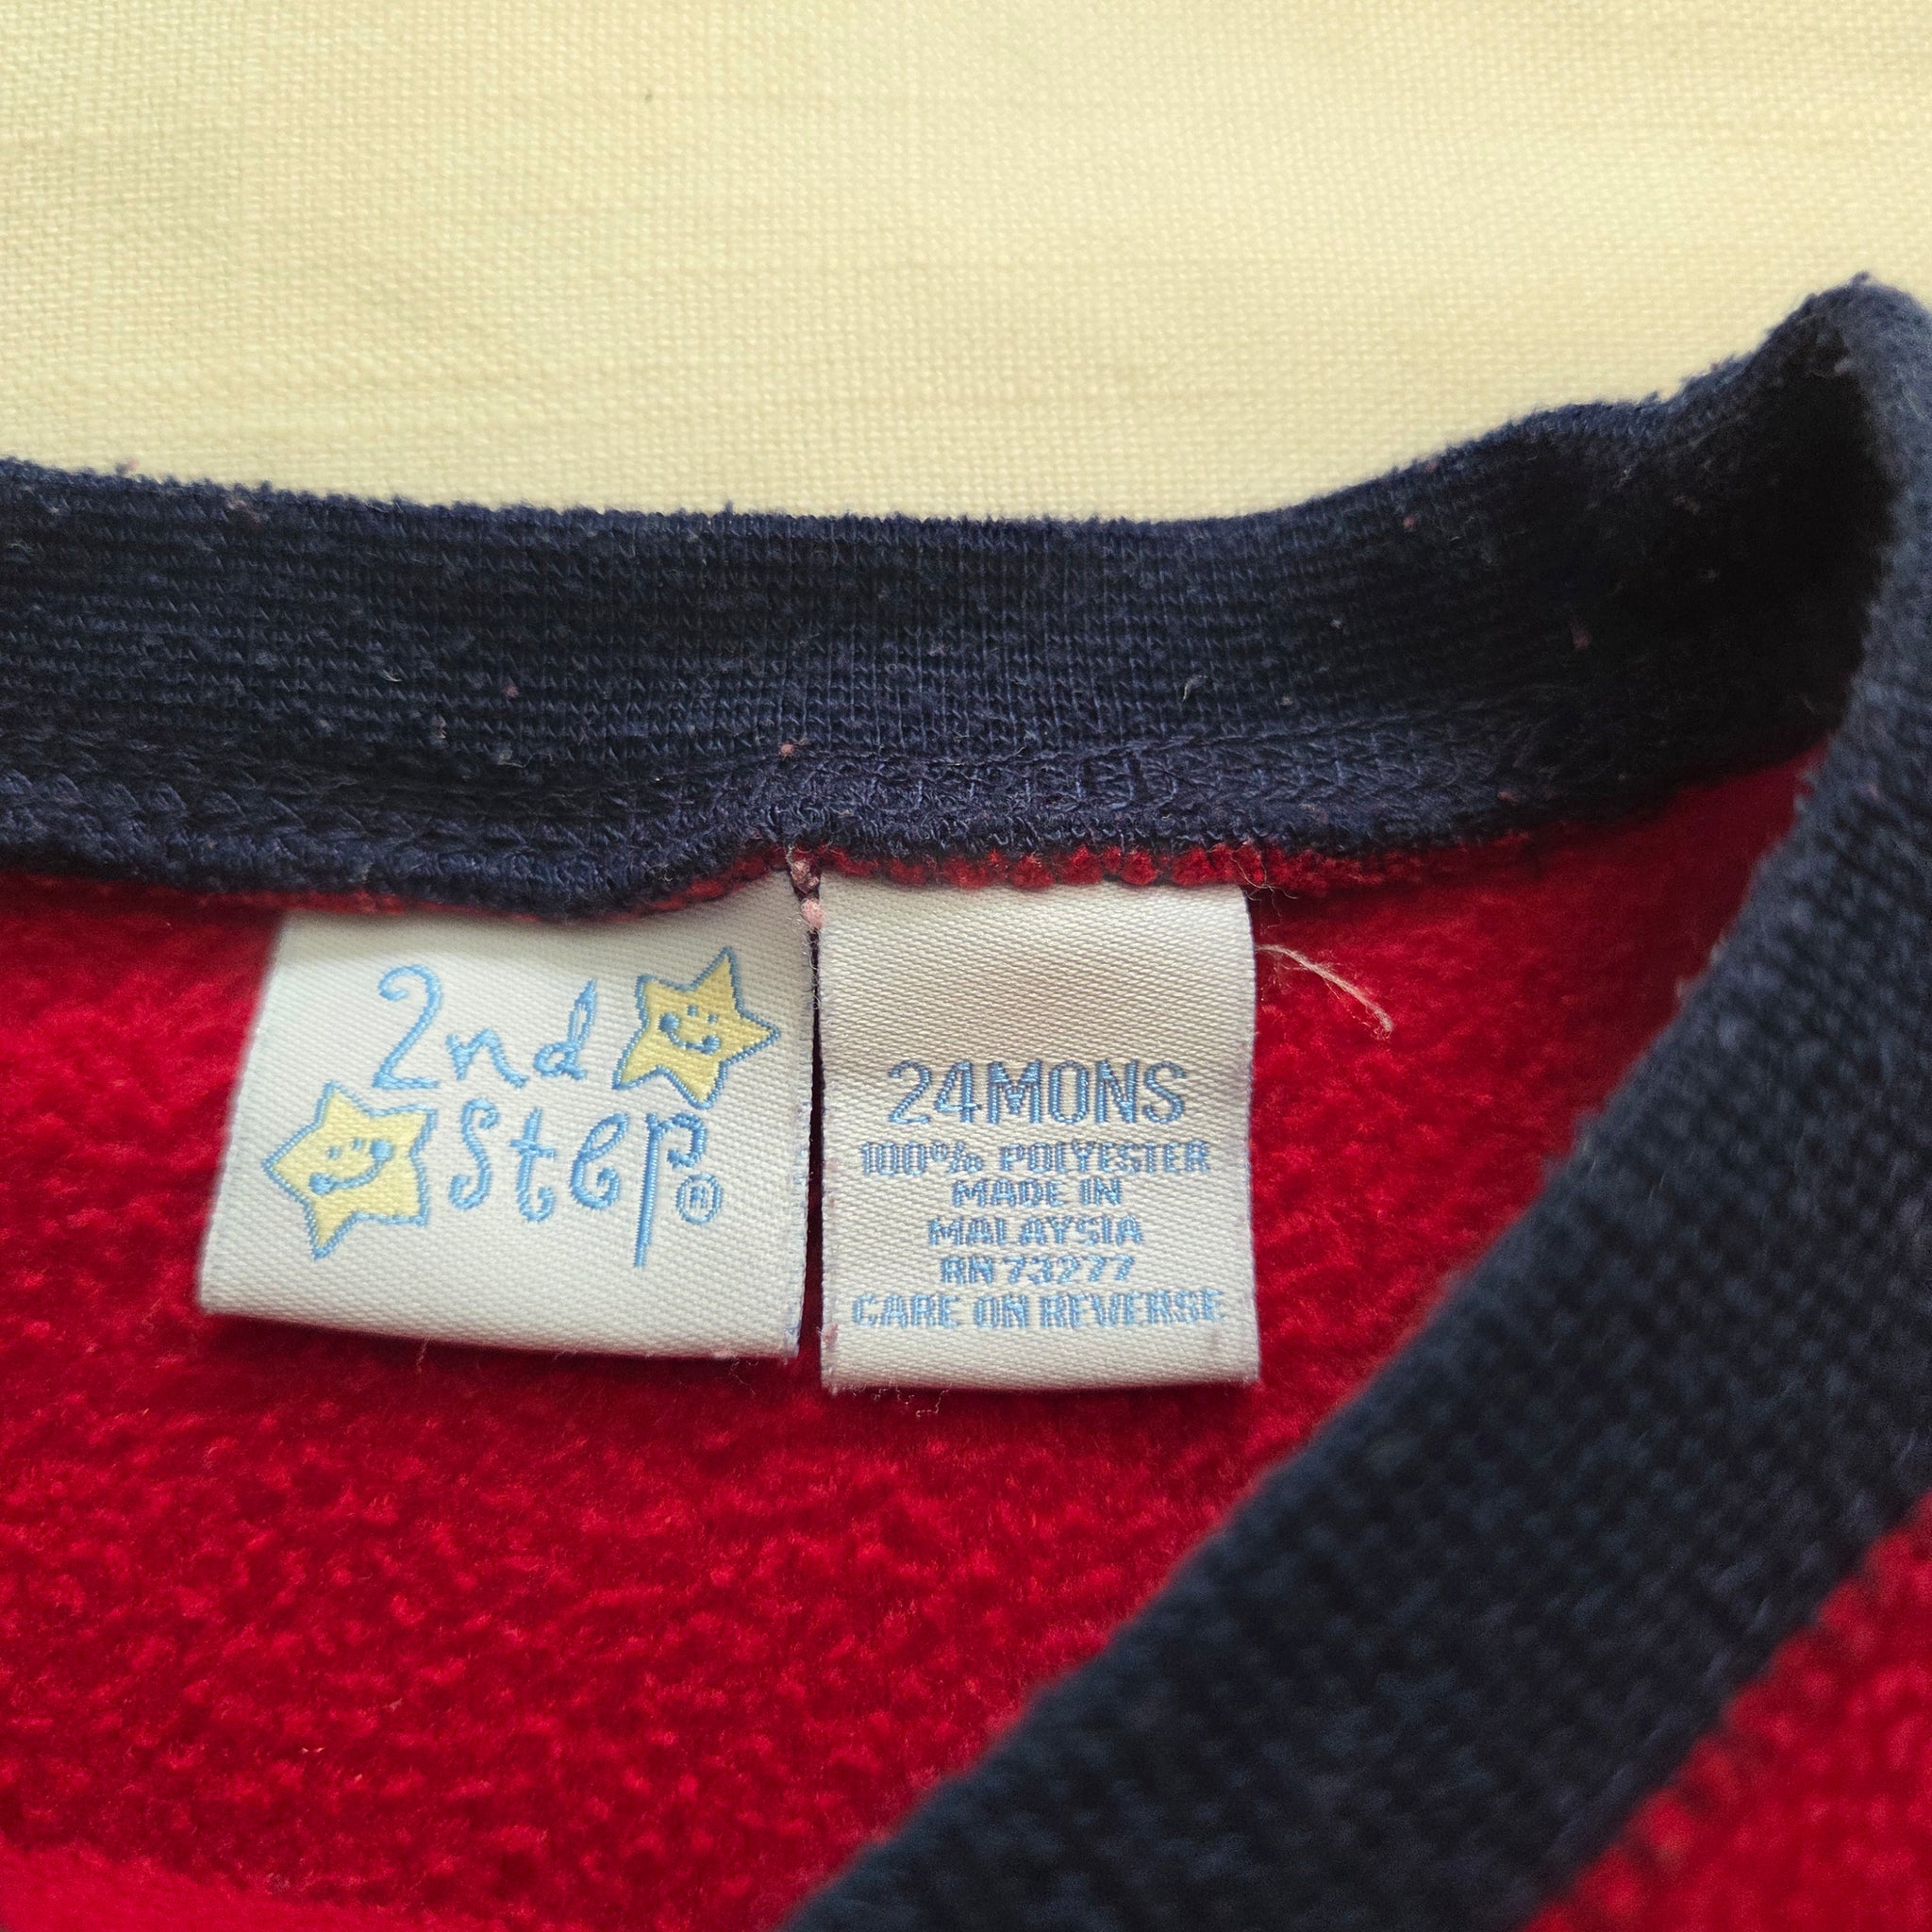 2nd
step®
24MONS
100% POLYESTER
MADE IN
MALAYSIA
RN 73277
CARE ON REVERSE